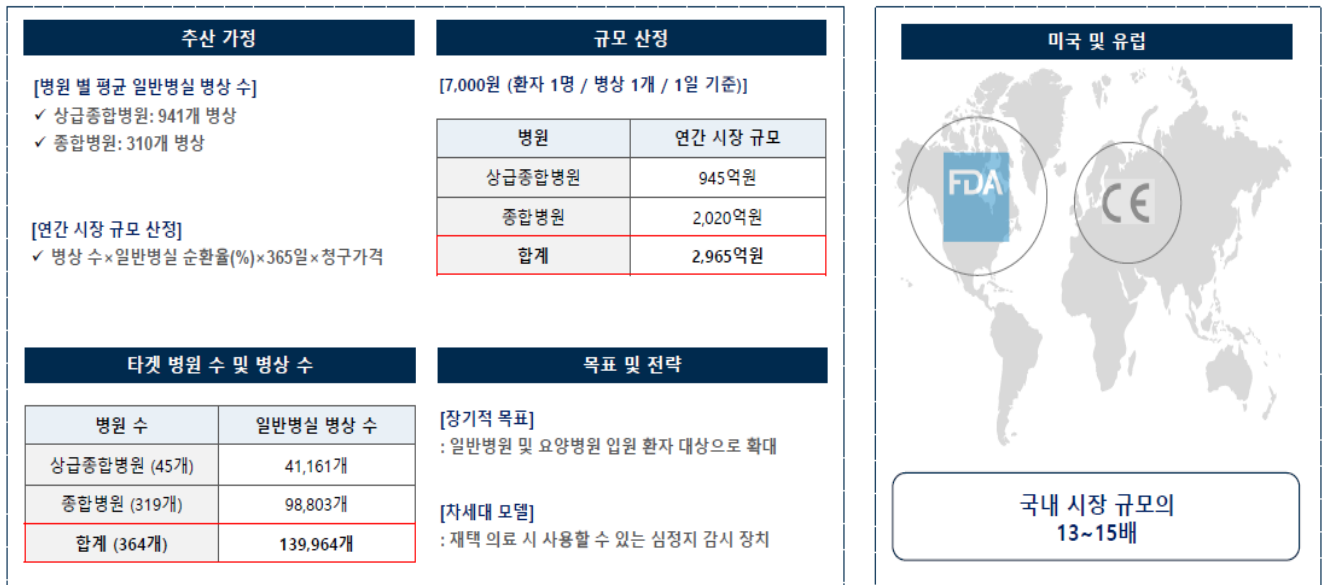 추산 가정
[병원 별 평균 일반병실 병상 수]
✓ 상급종합병원: 941개 병상
✓ 종합병원: 310개 병상
[연간 시장 규모 산정]
✓ 병상 수×일반병실 순환율(%)×365일×청구가격
규모 산정
[7,000원 (환자 1명 / 병상 1개 / 1일 기준)]
병원 연간 시장 규모
상급종합병원 945억원
종합병원 2,020억원
합계 2,965억원
타겟 병원 수 및 병상 수
병원 수 일반병실 병상 수
상급종합병원 (45개) 41,161개
종합병원 (319개) 98,803개
합계 (364개) 139,964개
목표 및 전략
[장기적 목표]
: 일반병원 및 요양병원 입원 환자 대상으로 확대
[차세대 모델]
: 재택 의료 시 사용할 수 있는 심정지 감시 장치
미국 및 유럽
FDA
CE
국내 시장 규모의
13~15배